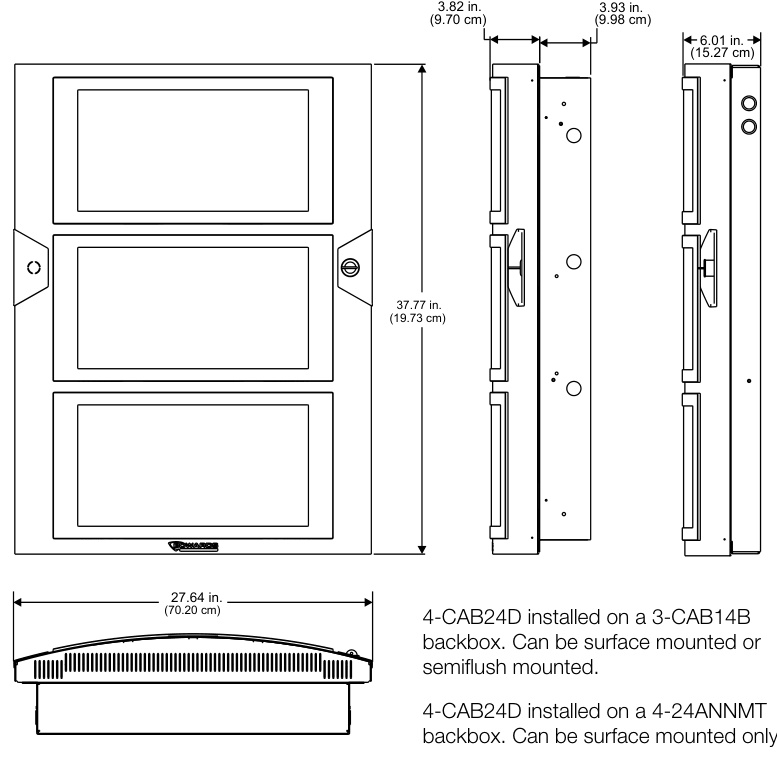 3.82 in.
(9.70 cm)
3.93 in.
(9.98 cm)
6.01 in.
(15.27 cm)
37.77 in.
(19.73 cm)
EDWARDS
27.64 in.
(70.20 cm)
4-CAB24D installed on a 3-CAB14B
backbox. Can be surface mounted or
semiflush mounted.
4-CAB24D installed on a 4-24ANNMT
backbox. Can be surface mounted only